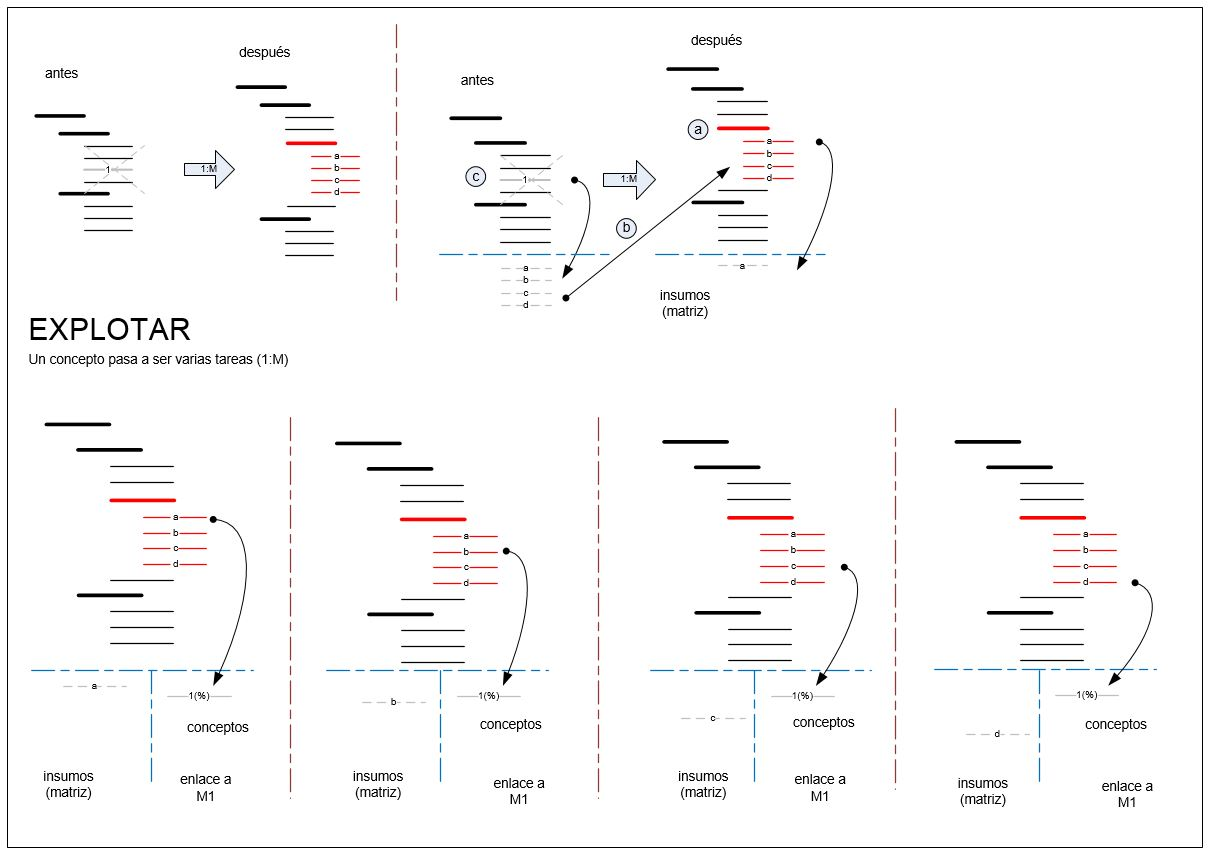 antes
después
1
1:M
a
b
c
d
antes
después
c
1
1:M
a
a
b
c
d
b
a
b
c
d
a
insumos
(matriz)
EXPLOTAR
Un concepto pasa a ser varias tareas (1:M)
a
b
c
d
a
1(%)
conceptos
insumos
(matriz)
enlace a
M1
a
b
c
d
b
1(%)
conceptos
insumos
(matriz)
enlace a
M1
a
b
c
d
c
1(%)
conceptos
insumos
(matriz)
enlace a
M1
a
b
c
d
d
1(%)
conceptos
insumos
(matriz)
enlace a
M1